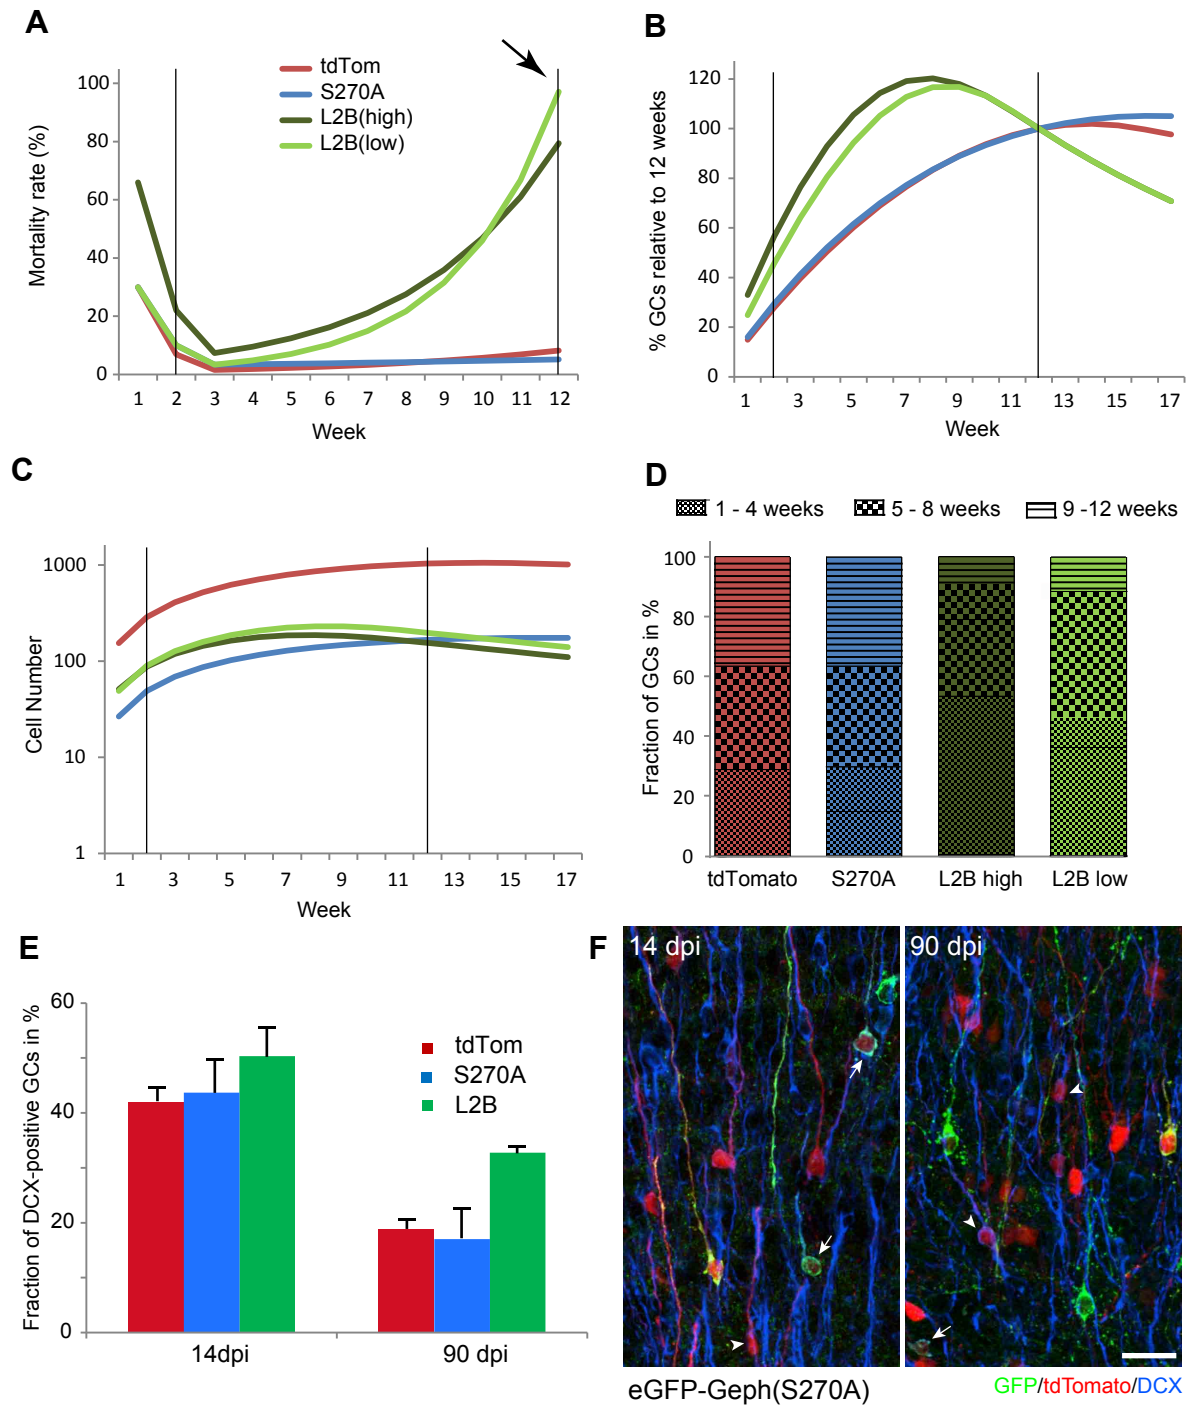 A
Mortality rate (%)
100
80
60
40
20
0
tdTom
S270A
L2B(high)
L2B(low)
1 2 3 4 5 6 7 8 9 10 11 12
Week
B
% GCs relative to 12 weeks
120
100
80
60
40
20
0
1 3 5 7 9 11 13 15 17
Week
C
Cell Number
1000
100
10
1
1 3 5 7 9 11 13 15 17
Week
D
1 - 4 weeks 5 - 8 weeks 9 -12 weeks
Fraction of GCs in %
100
80
60
40
20
0
tdTomato S270A L2B high L2B low
E
Fraction of DCX-positive GCs in %
60
40
20
0
tdTom
S270A
L2B
14dpi 90 dpi
F
14 dpi 90 dpi
eGFP-Geph(S270A) GFP/tdTomato/DCX